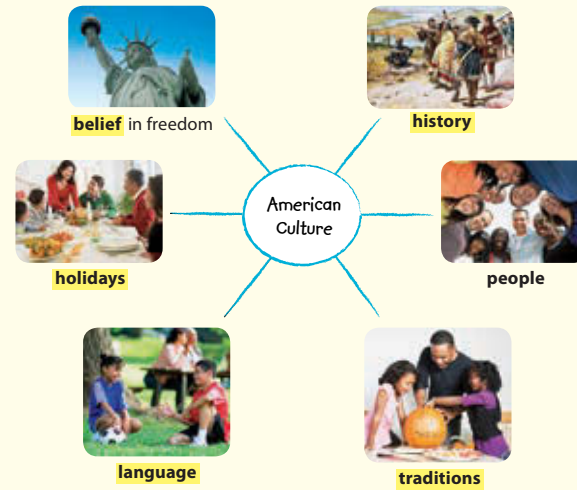 belief in freedom
history
American
Culture
holidays
people
language
traditions